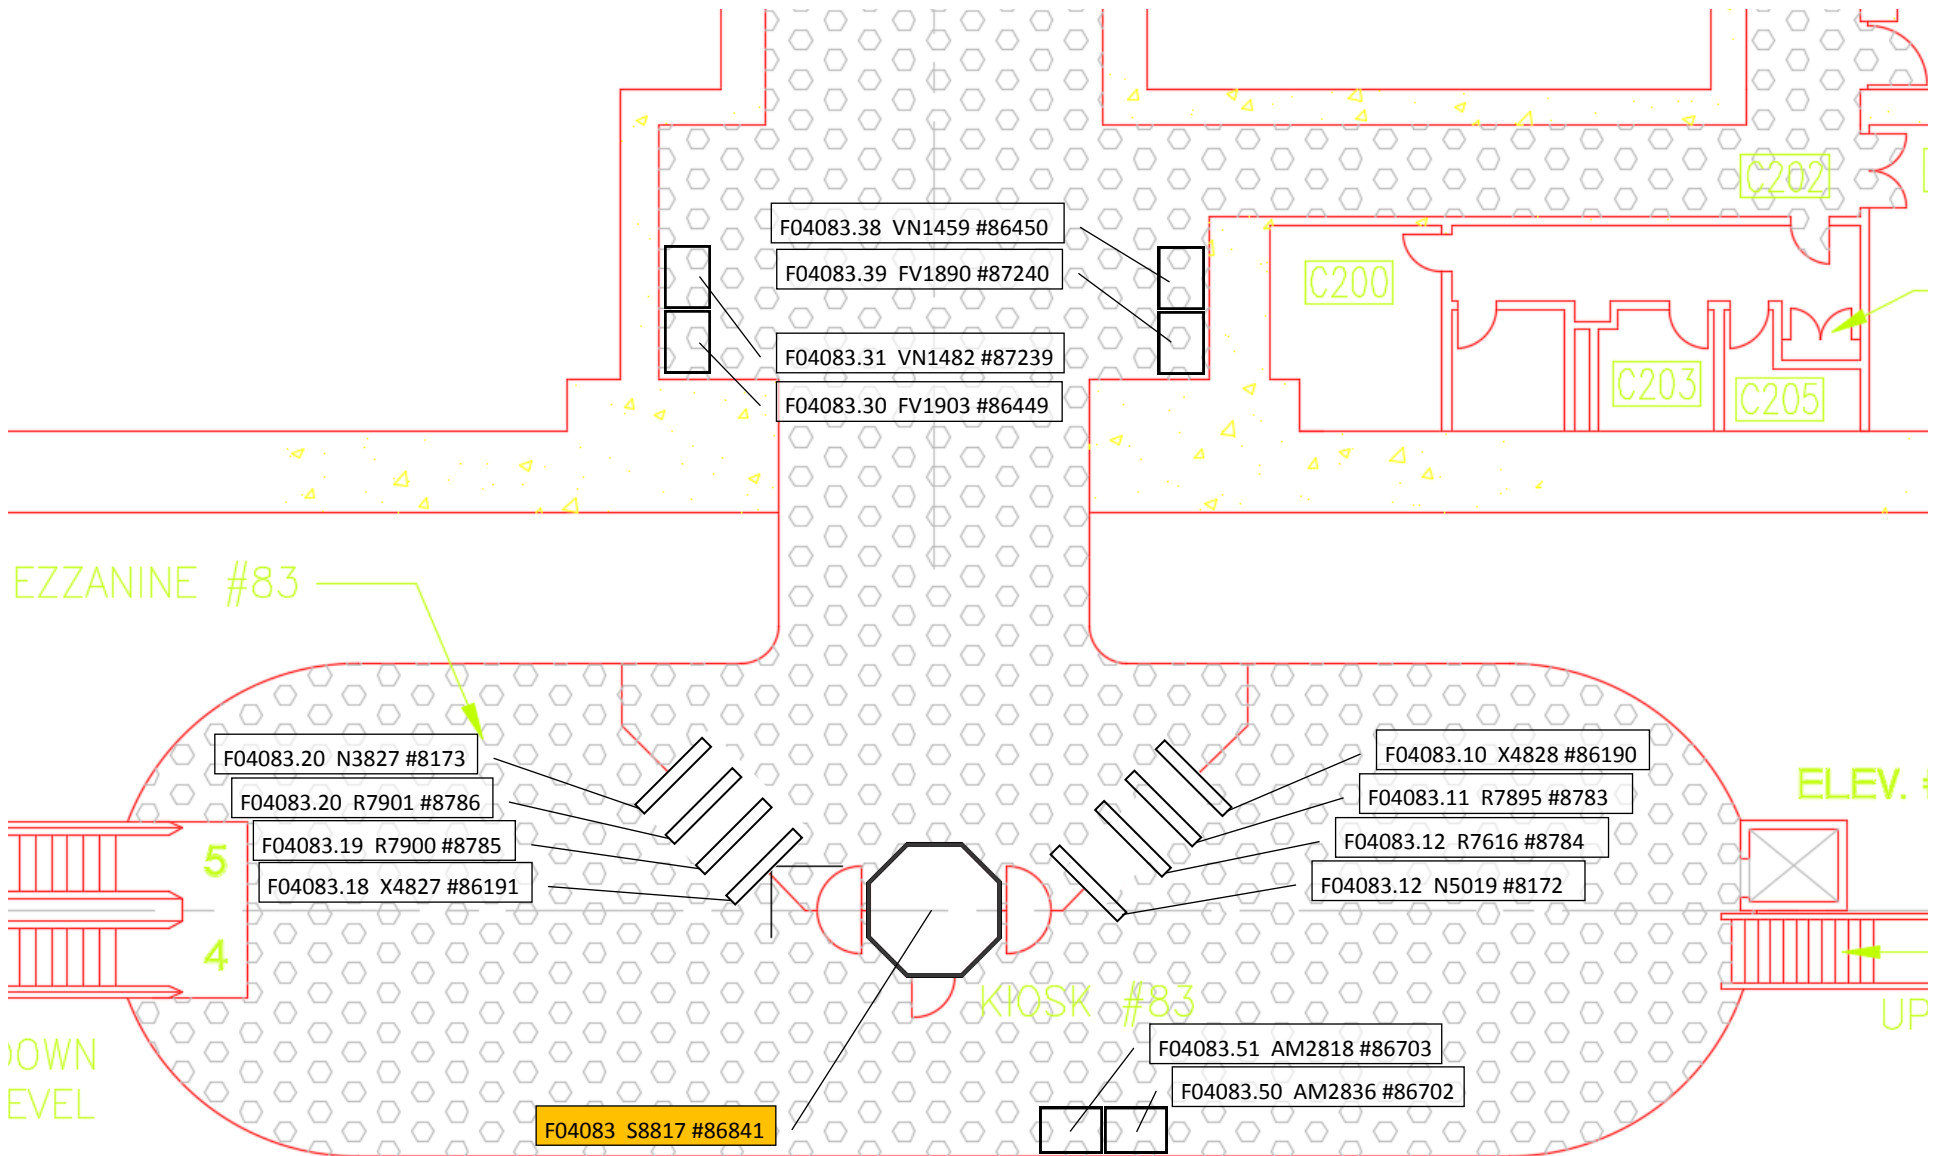 C202
F04083.38 VN1459 #86450
F04083.39 FV1890 #87240
C200
F04083.31 VN1482 #87239
F04083.30 FV1903 #86449
C203
C205
EZZANINE #83
F04083.20 N3827 #8173
F04083.20 R7901 #8786
F04083.19 R7900 #8785
F04083.18 X4827 #86191
F04083.10 X4828 #86190
F04083.11 R7895 #8783
F04083.12 R7616 #8784
F04083.12 N5019 #8172
ELEV.
5
4
KIOSK #83
UP
DOWN
EVEL
F04083.51 AM2818 #86703
F04083.50 AM2836 #86702
F04083 S8817 #86841